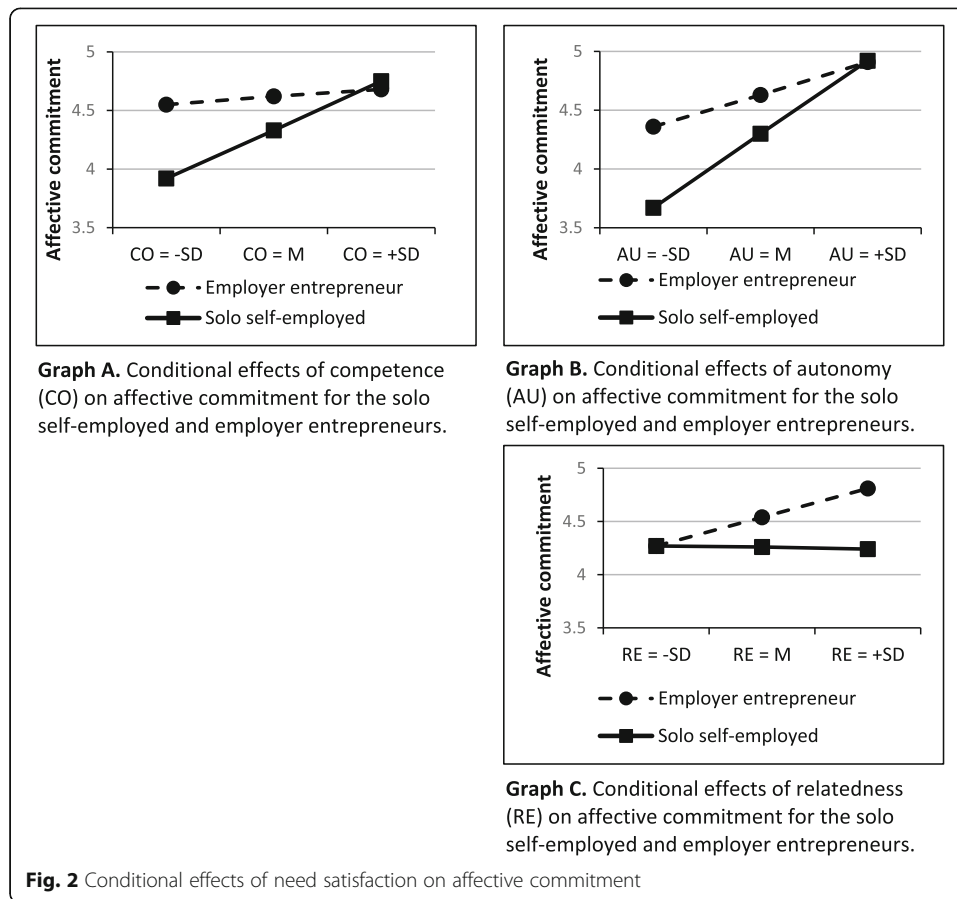 5
4.5
4
3.5
Affective commitment
CO = -SD CO = M CO = +SD
Employer entrepreneur
Solo self-employed
Graph A. Conditional effects of competence
(CO) on affective commitment for the solo
self-employed and employer entrepreneurs.
5
4.5
4
3.5
Affective commitment
AU = -SD AU = M AU = +SD
Employer entrepreneur
Solo self-employed
Graph B. Conditional effects of autonomy
(AU) on affective commitment for the solo
self-employed and employer entrepreneurs.
5
4.5
4
3.5
Affective commitment
RE = -SD RE = M RE = +SD
Employer entrepreneur
Solo self-employed
Graph C. Conditional effects of relatedness
(RE) on affective commitment for the solo
self-employed and employer entrepreneurs.
Fig. 2 Conditional effects of need satisfaction on affective commitment